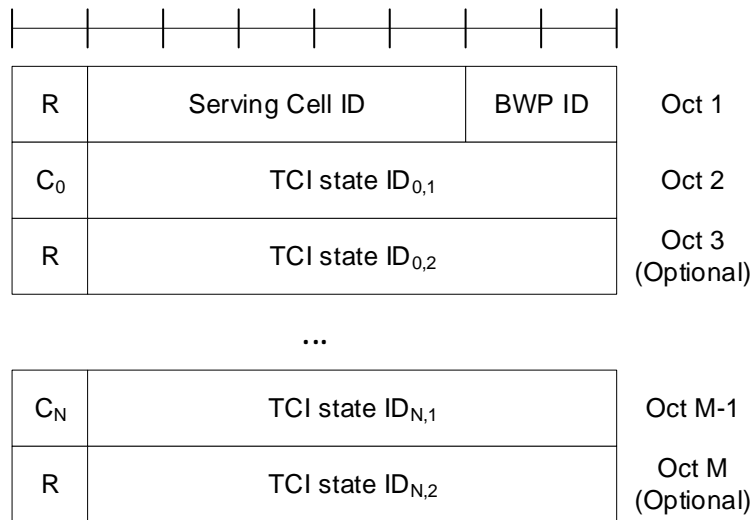 R Serving Cell ID BWP ID Oct 1
C0 TCI state ID0,1 Oct 2
R TCI state ID0,2 Oct 3
(Optional)
...
CN TCI state IDN,1 Oct M-1
R TCI state IDN,2 Oct M
(Optional)